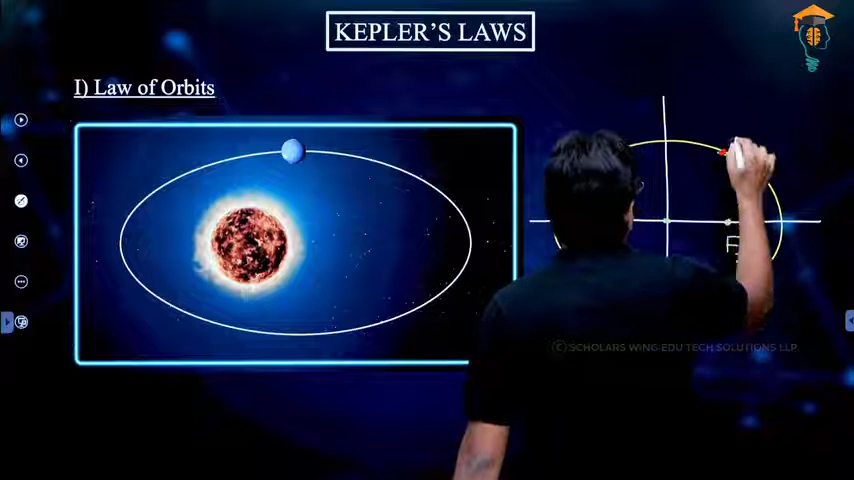 KEPLER'S LAWS
I) Law of Orbits
F
© SCHOLARS WING EDU TECH SOLUTIONS LLP